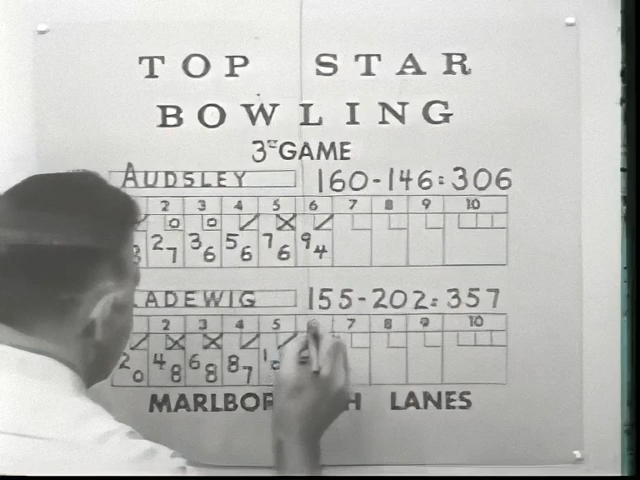 TOP STAR
BOWLING
3RD GAME
AUDSLEY 160-146=306
2 3 4 5 6 7 8 9 10
27 36 56 76 94
ADEWIG 155-202=357
2 3 4 5 7 8 9 10
20 48 68 87
LANES